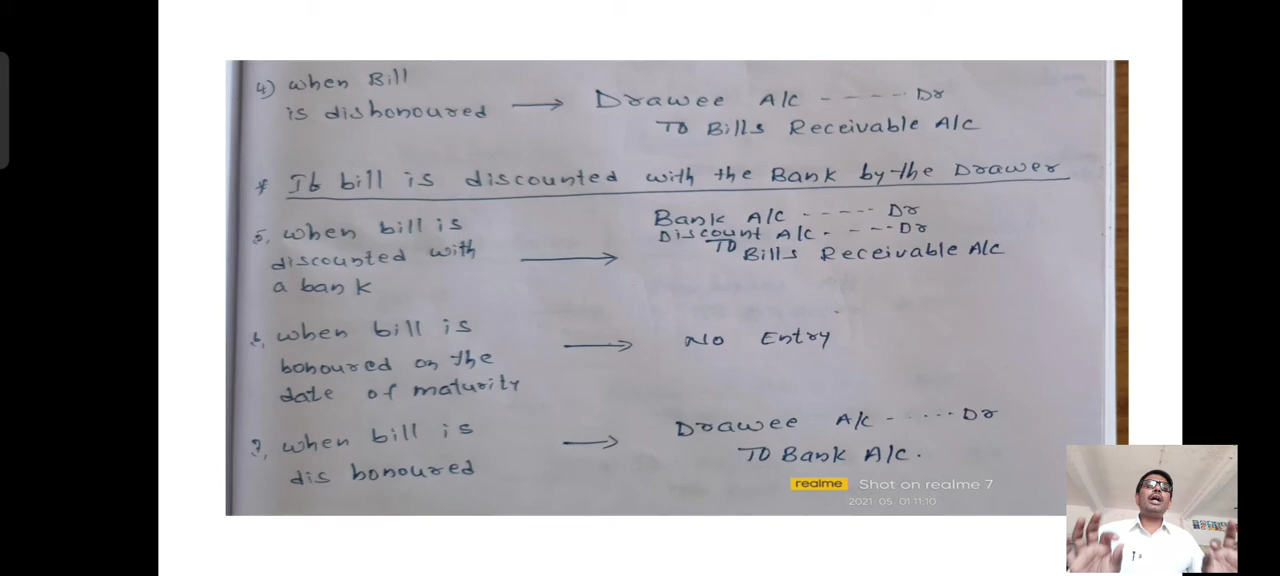 4) when Bill
is dishonoured → Drawee A/c ----- Dr
To Bills Receivable A/c
* If bill is discounted with the Bank by the Drawer
5, when bill is
discounted with
a bank →
Bank A/c ----- Dr
Discount A/c. ---- Dr
To
Bills Receivable A/c
6, when bill is
honoured on the
date of maturity → No Entry
7, when bill is
dis honoured →
Drawee A/c ------ Dr
To Bank A/c.
realme Shot on realme 7
2021. 05. 01 11:10